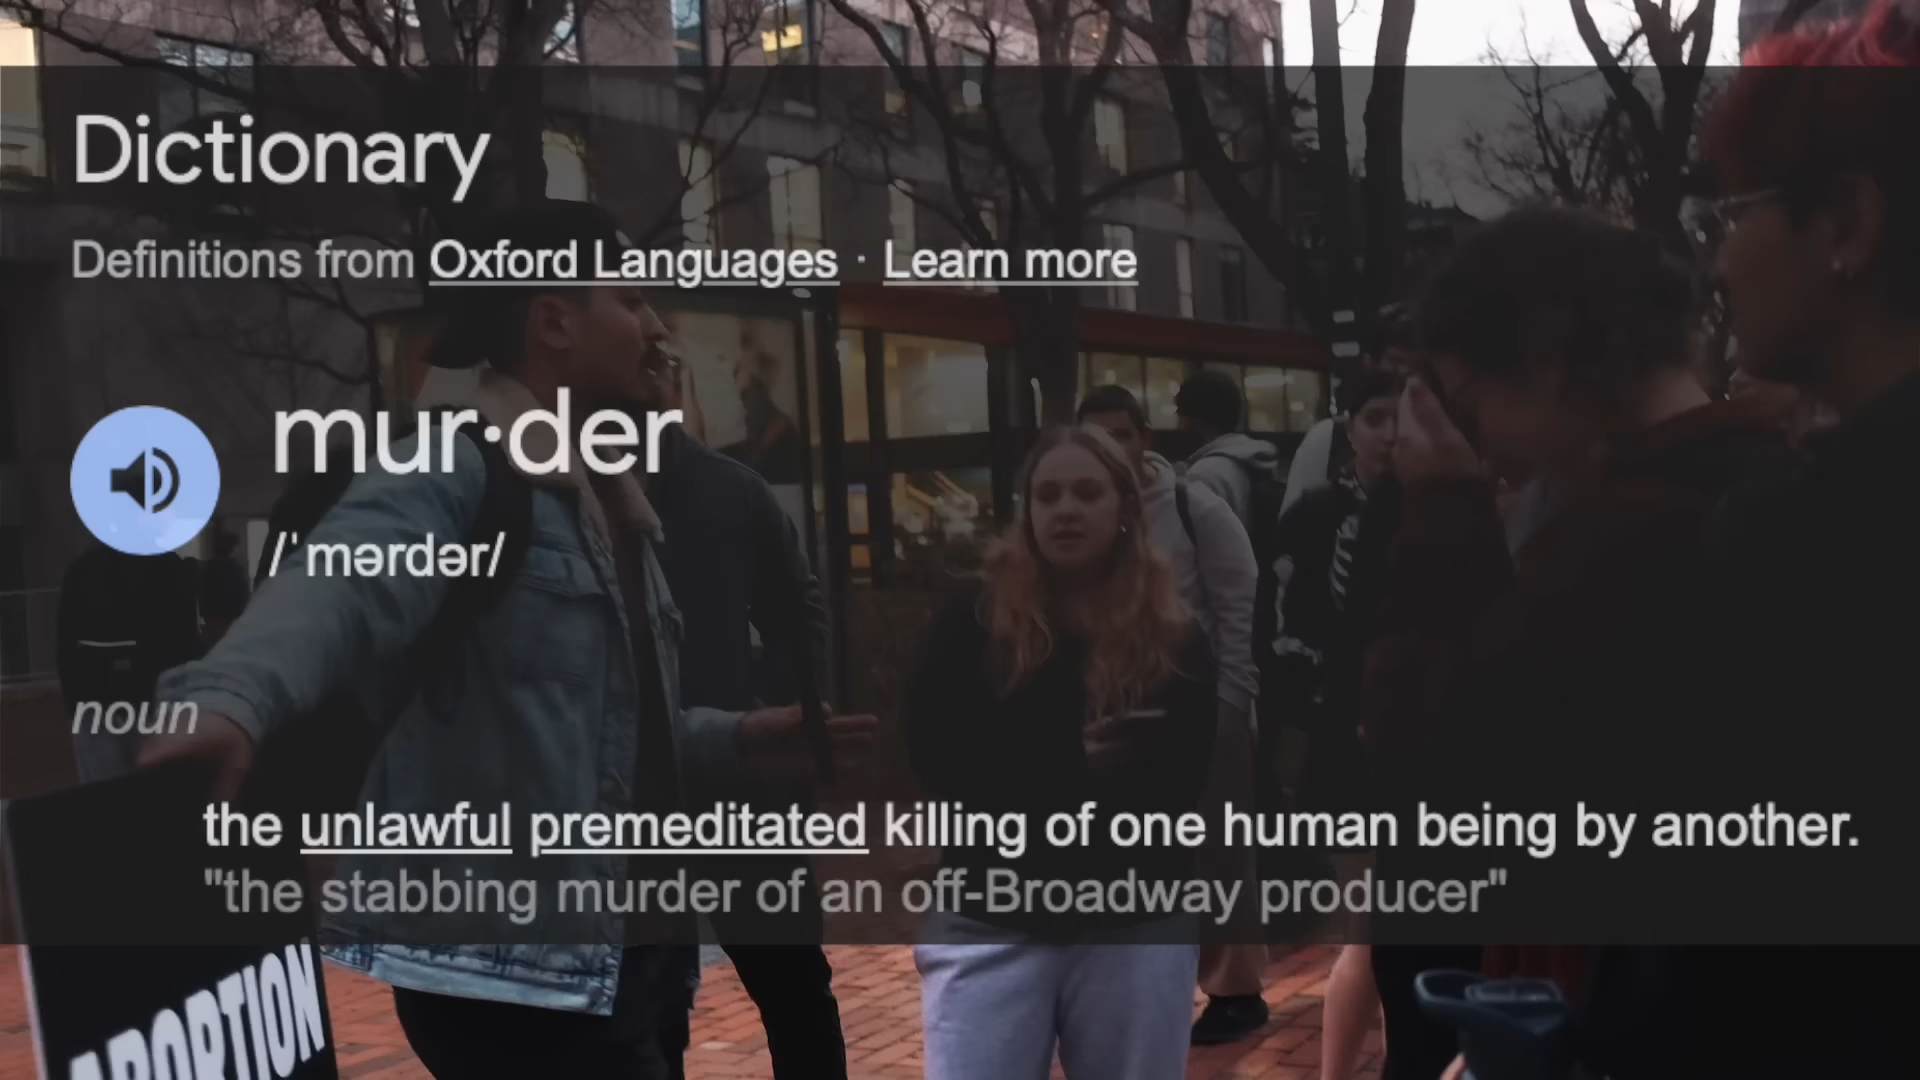 Dictionary
Definitions from Oxford Languages · Learn more
mur·der
/ˈmərdər/
noun
the unlawful premeditated killing of one human being by another.
"the stabbing murder of an off-Broadway producer"
ABORTION